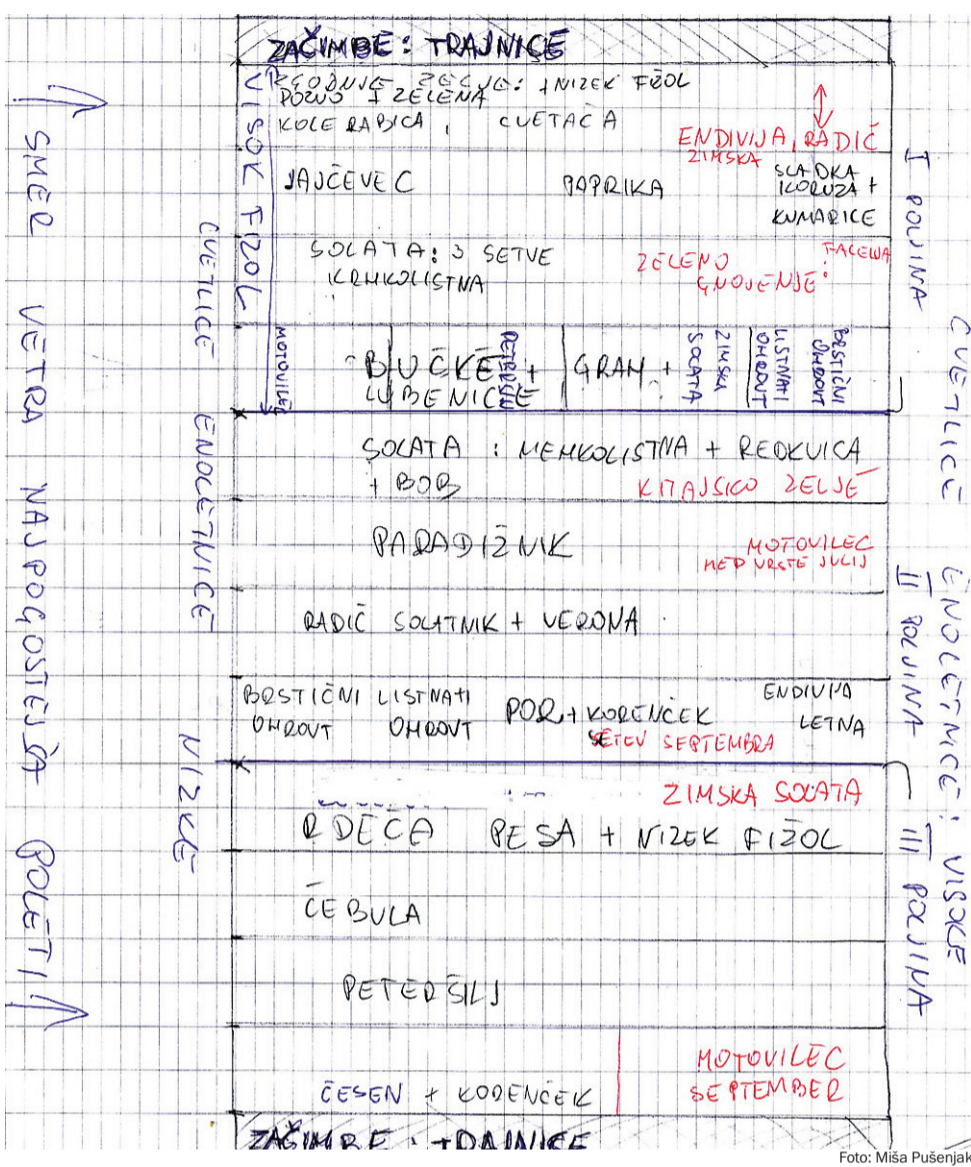 ZAČIMBE: TRAJNICE
ZGODNJE ZELJE: + NIZEK FIŽOL
POZNO + ZELENA
KOLERABICA, CVETAČA
ENDIVIJA, RADIČ
ZIMSKA
JAJČEVEC PAPRIKA SLADKA
KORUZA +
KUMARICE
SOLATA: 3 SETVE
KRHKOLISTNA
ZELENO
GNOJENJE:
FACELIJA
MOTOVILEC
BUČKE +
LUBENICE
PETERŠILJ
GRAH +
ZIMSKA
SOLATA
LISTNATI
OHROVT
BRSTIČNI
OHROVT
SOLATA: MEHKOLISTNA + REDKVICA
+ BOB KITAJSKO ZELJE
PARADIŽNIK
MOTOVILEC
MED VRSTE JULIJ
RADIČ SOLATNIK + VERONA
BRSTIČNI LISTNATI
OHROVT OHROVT
POR + KORENČEK
SETEV SEPTEMBRA
ENDIVIJA
LETNA
ZIMSKA SOLATA
RDEČA PESA + NIZEK FIŽOL
ČEBULA
PETERŠILJ
ČESEN + KORENČEK
MOTOVILEC
SEPTEMBER
ZAČIMBE: TRAJNICE
SMER VETRA NAJPOGOSTEJŠA POLETI
CVETLICE ENOLETNICE NIZKE
VISOK FIŽOL
I POLJINA
II POLJINA
III POLJINA
CVETLICE ENOLETNICE: VISOKE
Foto: Miša Pušenjak